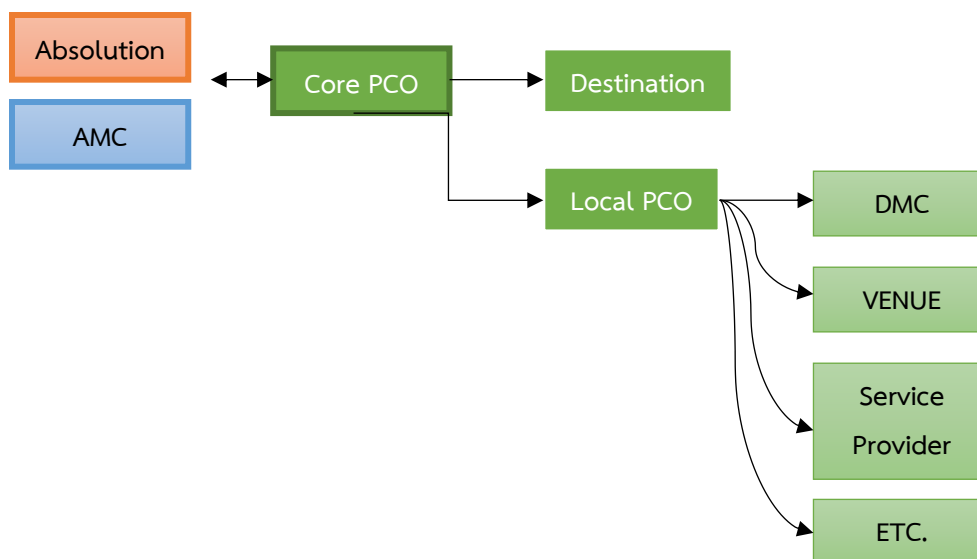 Absolution
AMC
Core PCO
Destination
Local PCO
DMC
VENUE
Service
Provider
ETC.